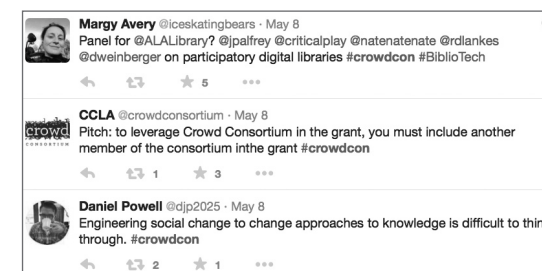 Margy Avery @iceskatingbears · May 8
Panel for @ALALibrary? @jpalfrey @criticalplay @natenatenate @rdlankes
@dweinberger on participatory digital libraries #crowdcon #BiblioTech
5
CCLA @crowdconsortium · May 8
crowd
CONSORTIUM
Pitch: to leverage Crowd Consortium in the grant, you must include another
member of the consortium inthe grant #crowdcon
1 3
Daniel Powell @djp2025 · May 8
Engineering social change to change approaches to knowledge is difficult to thin
through. #crowdcon
2 1